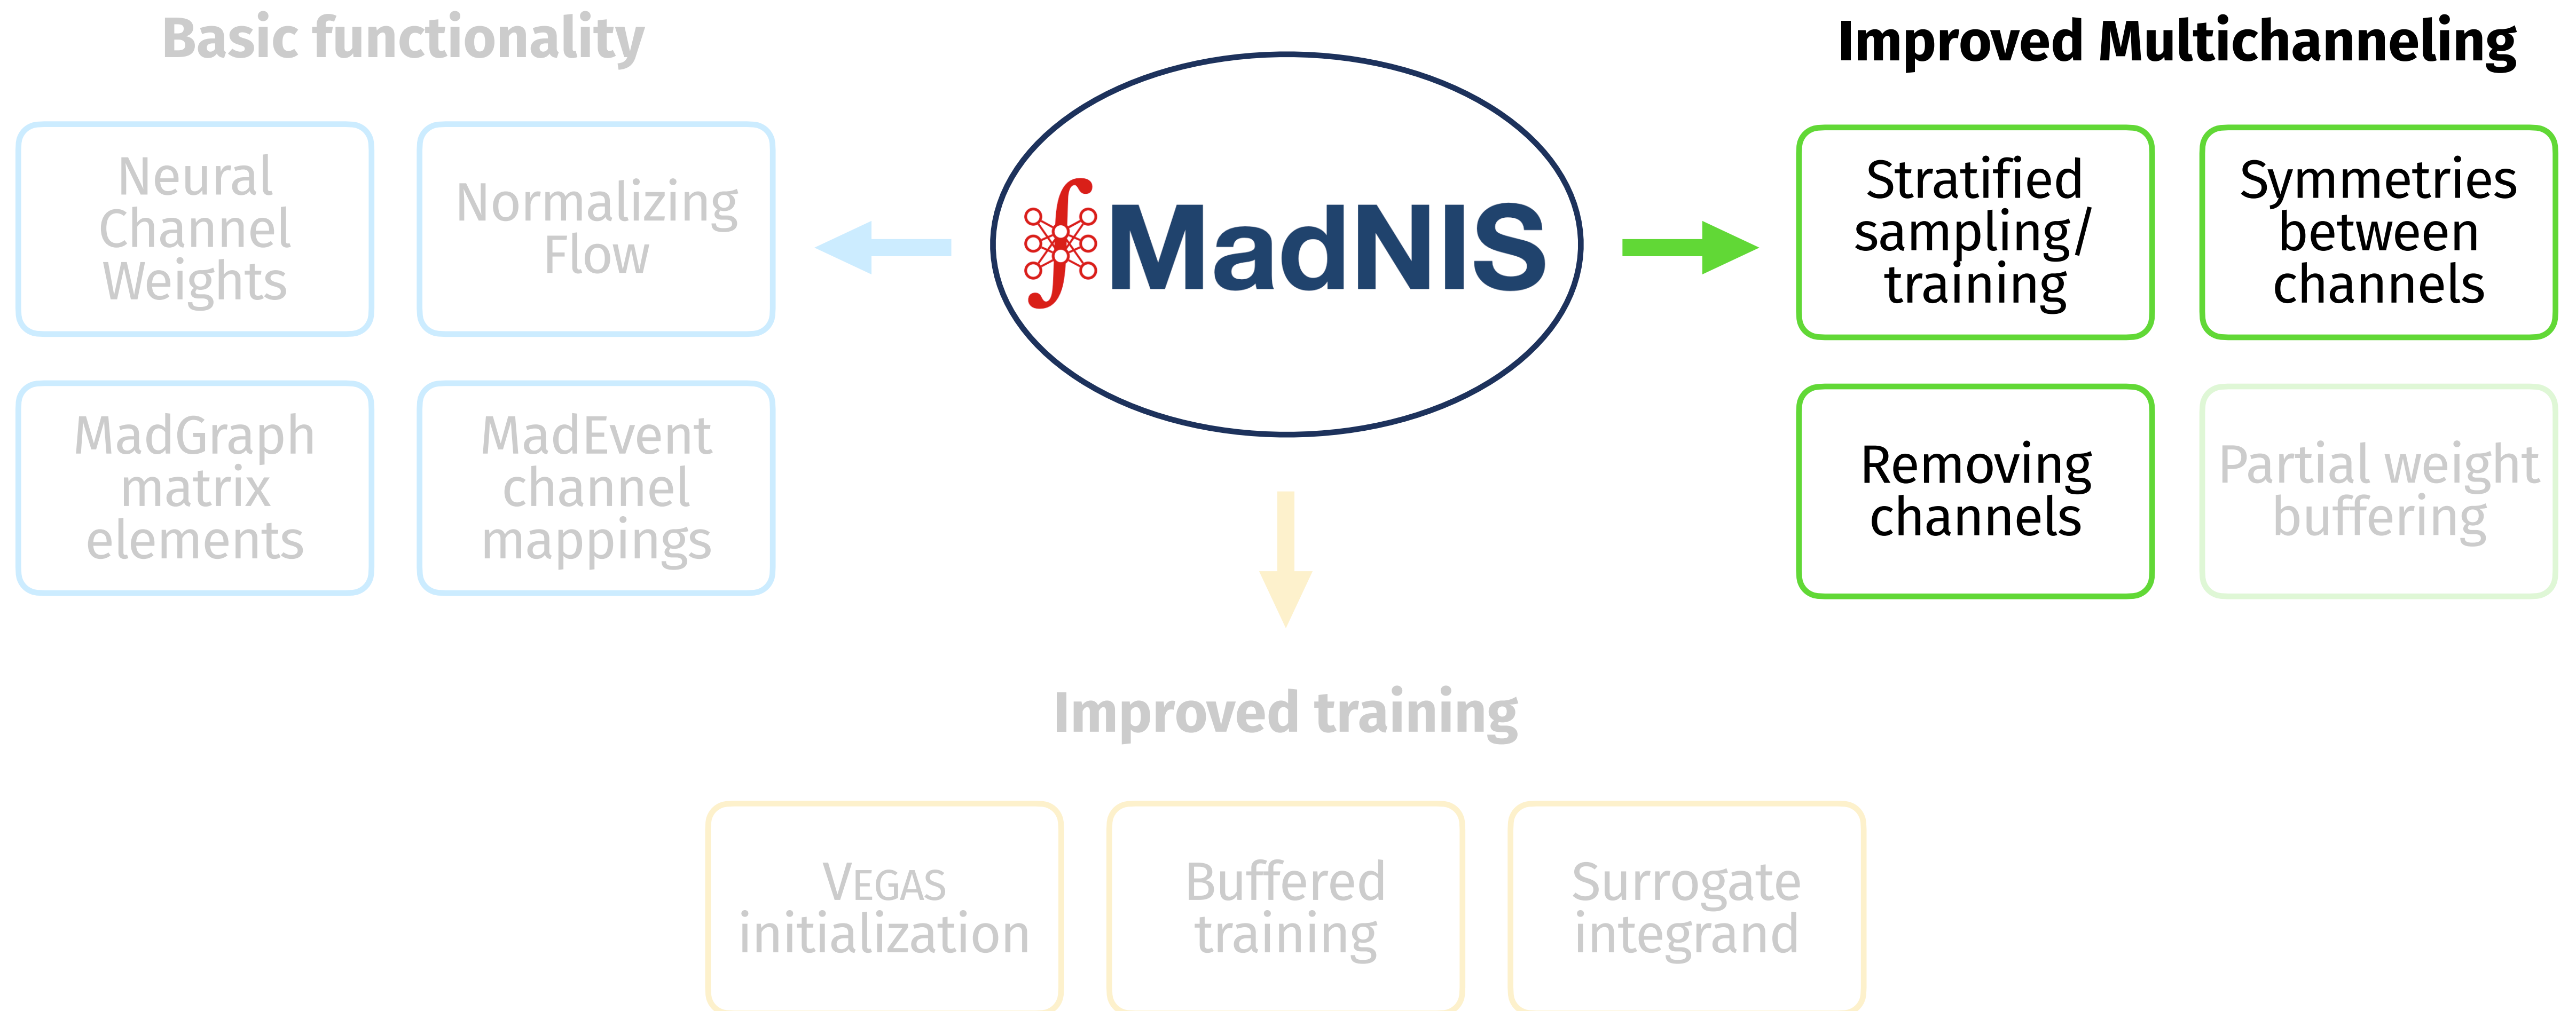 Basic functionality
Neural
Channel
Weights
Normalizing
Flow
MadGraph
matrix
elements
MadEvent
channel
mappings
MadNIS
Improved Multichanneling
Stratified
sampling/
training
Symmetries
between
channels
Removing
channels
Partial weight
buffering
Improved training
VEGAS
initialization
Buffered
training
Surrogate
integrand